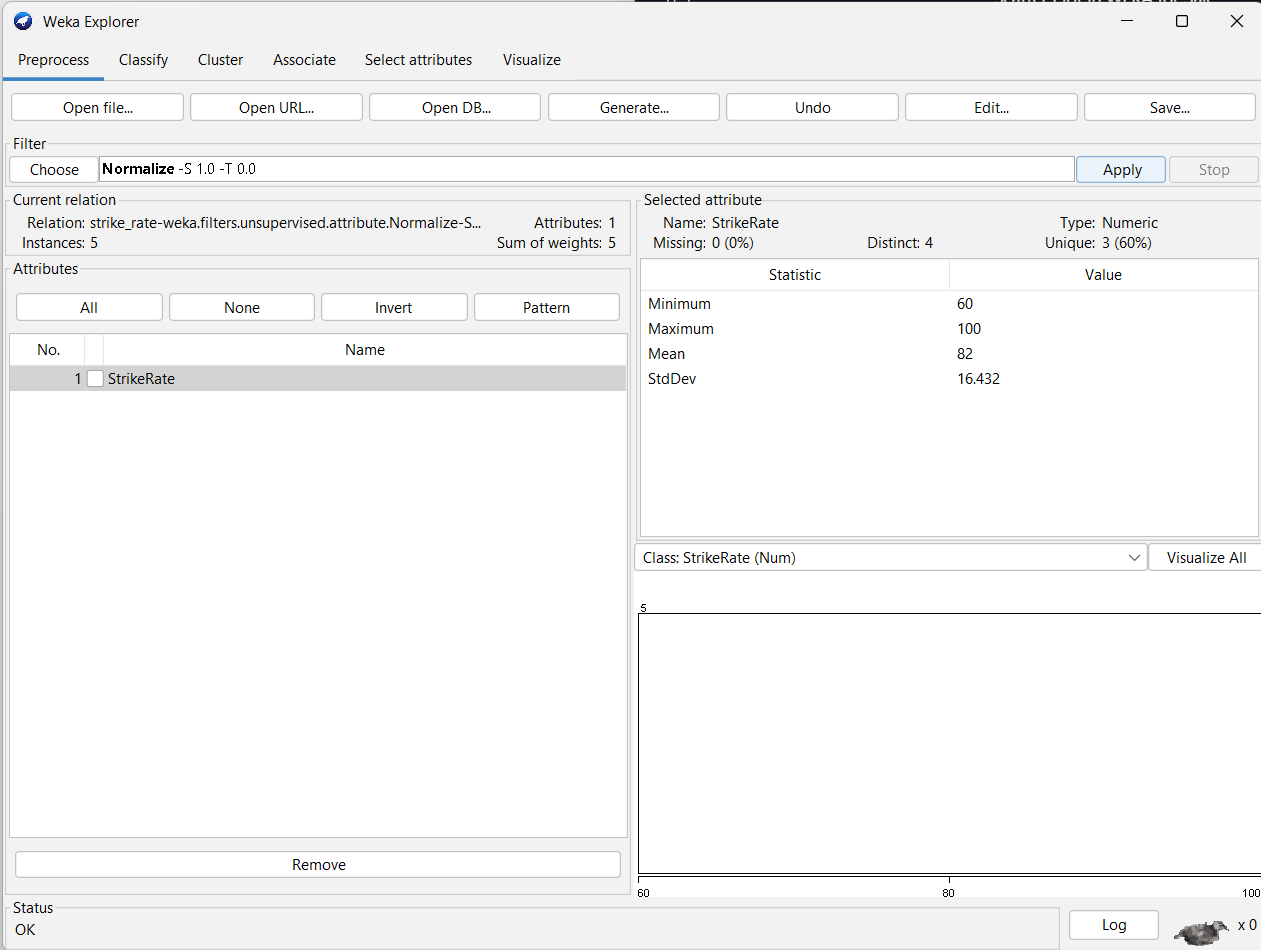 Weka Explorer
Preprocess Classify Cluster Associate Select attributes Visualize
Open file... Open URL... Open DB... Generate... Undo Edit... Save...
Filter
Choose Normalize -S 1.0 -T 0.0 Apply Stop
Current relation
Relation: strike_rate-weka.filters.unsupervised.attribute.Normalize-S... Attributes: 1
Instances: 5 Sum of weights: 5
Attributes
All None Invert Pattern
No. Name
1 StrikeRate
Remove
Selected attribute
Name: StrikeRate Type: Numeric
Missing: 0 (0%) Distinct: 4 Unique: 3 (60%)
Statistic Value
Minimum 60
Maximum 100
Mean 82
StdDev 16.432
Class: StrikeRate (Num) Visualize All
5
60 80 100
Status
OK
Log x 0